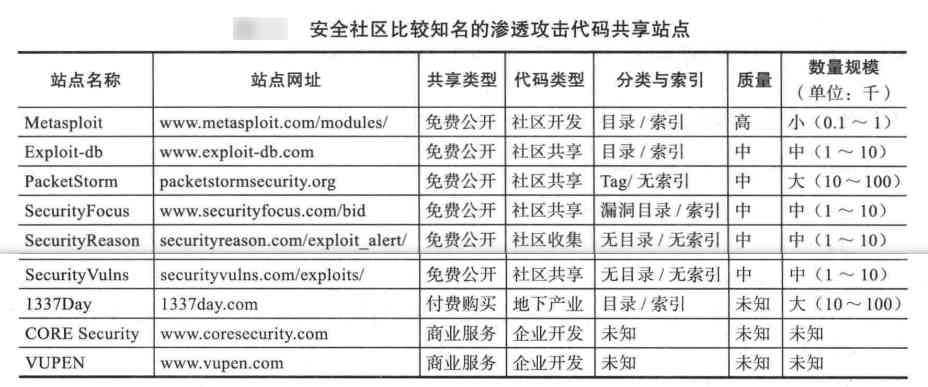 安全社区比较知名的渗透攻击代码共享站点
站点名称 站点网址 共享类型 代码类型 分类与索引 质量 数量规模（单位：千）
Metasploit www.metasploit.com/modules/ 免费公开 社区开发 目录/索引 高 小（0.1～1）
Exploit-db www.exploit-db.com 免费公开 社区共享 目录/索引 中 中（1～10）
PacketStorm packetstormsecurity.org 免费公开 社区共享 Tag/无索引 中 大（10～100）
SecurityFocus www.securityfocus.com/bid 免费公开 社区共享 漏洞目录/索引 中 中（1～10）
SecurityReason securityreason.com/exploit_alert/ 免费公开 社区收集 无目录/无索引 中 中（1～10）
SecurityVulns securityvulns.com/exploits/ 免费公开 社区共享 无目录/无索引 中 中（1～10）
1337Day 1337day.com 付费购买 地下产业 目录/索引 未知 大（10～100）
CORE Security www.coresecurity.com 商业服务 企业开发 未知 未知 未知
VUPEN www.vupen.com 商业服务 企业开发 未知 未知 未知